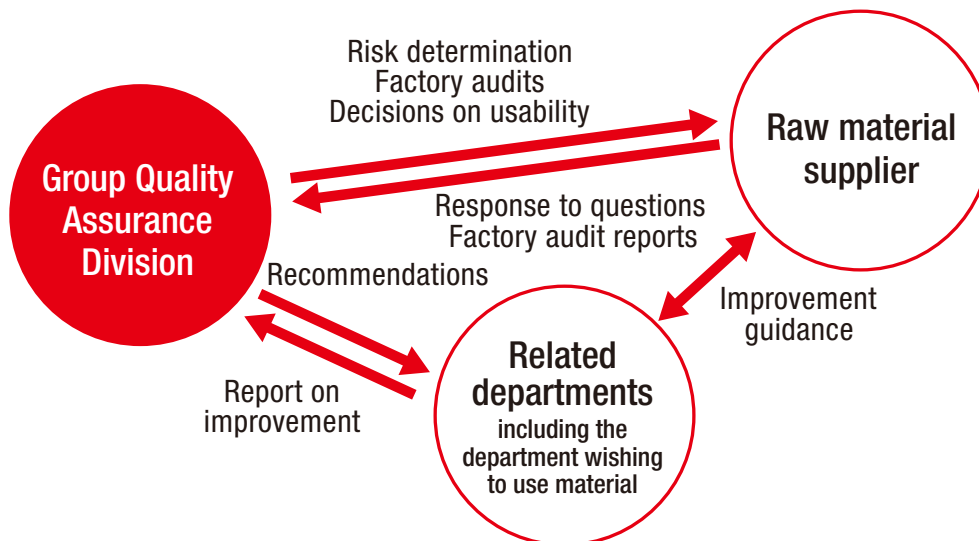 Risk determination
Factory audits
Decisions on usability
Raw material
supplier
Group Quality
Assurance
Division
Response to questions
Factory audit reports
Recommendations
Improvement
guidance
Related
departments
including the
department wishing
to use material
Report on
improvement